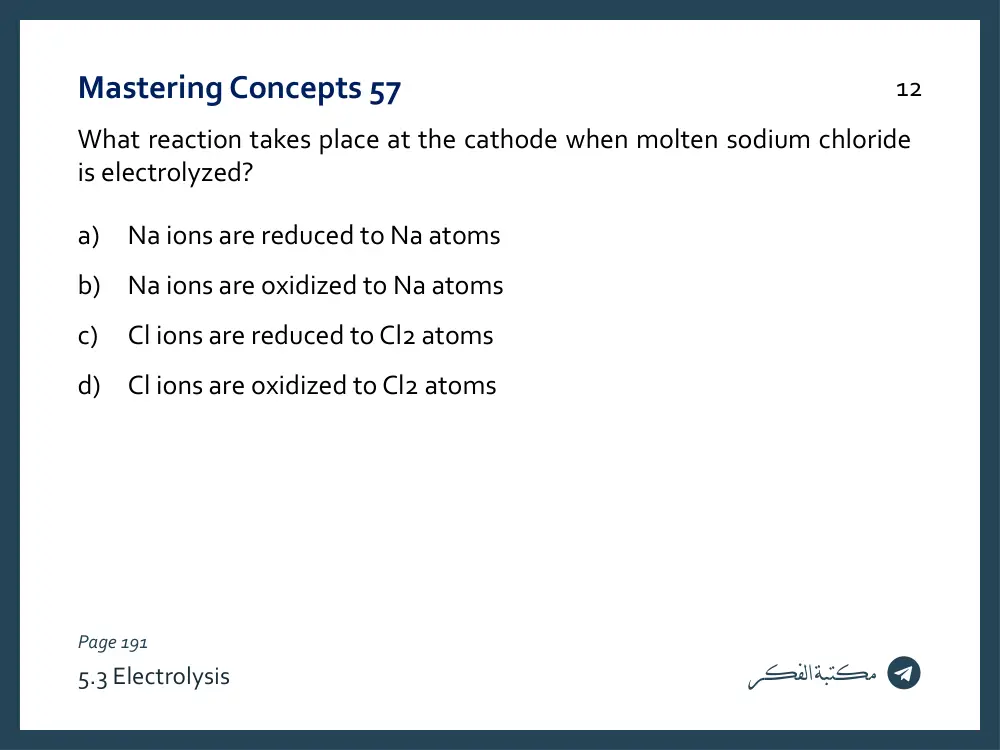 Mastering Concepts 57
12
What reaction takes place at the cathode when molten sodium chloride
is electrolyzed?
a) Na ions are reduced to Na atoms
b) Na ions are oxidized to Na atoms
c) Cl ions are reduced to Cl2 atoms
d) Cl ions are oxidized to Cl2 atoms
Page 191
5.3 Electrolysis
مكتبة الفكر